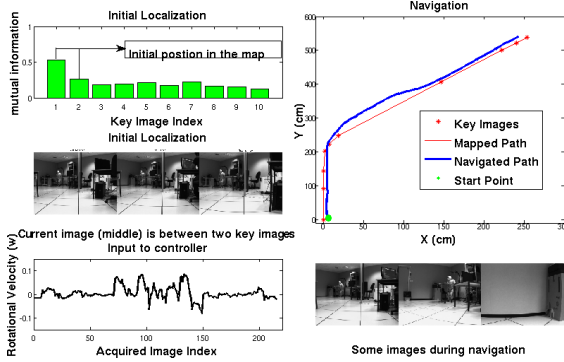 Initial Localization
mutual information
1
0.5
0
Initial postion in the map
1 2 3 4 5 6 7 8 9 10
Key Image Index
Initial Localization
Current image (middle) is between two key images
Input to controller
Rotational Velocity (w)
0.1
0
-0.1
0 50 100 150 200
Acquired Image Index
Navigation
Y (cm)
600
500
400
300
200
100
0
Key Images
Mapped Path
Navigated Path
Start Point
0 50 100 150 200 250 300
X (cm)
Some images during navigation